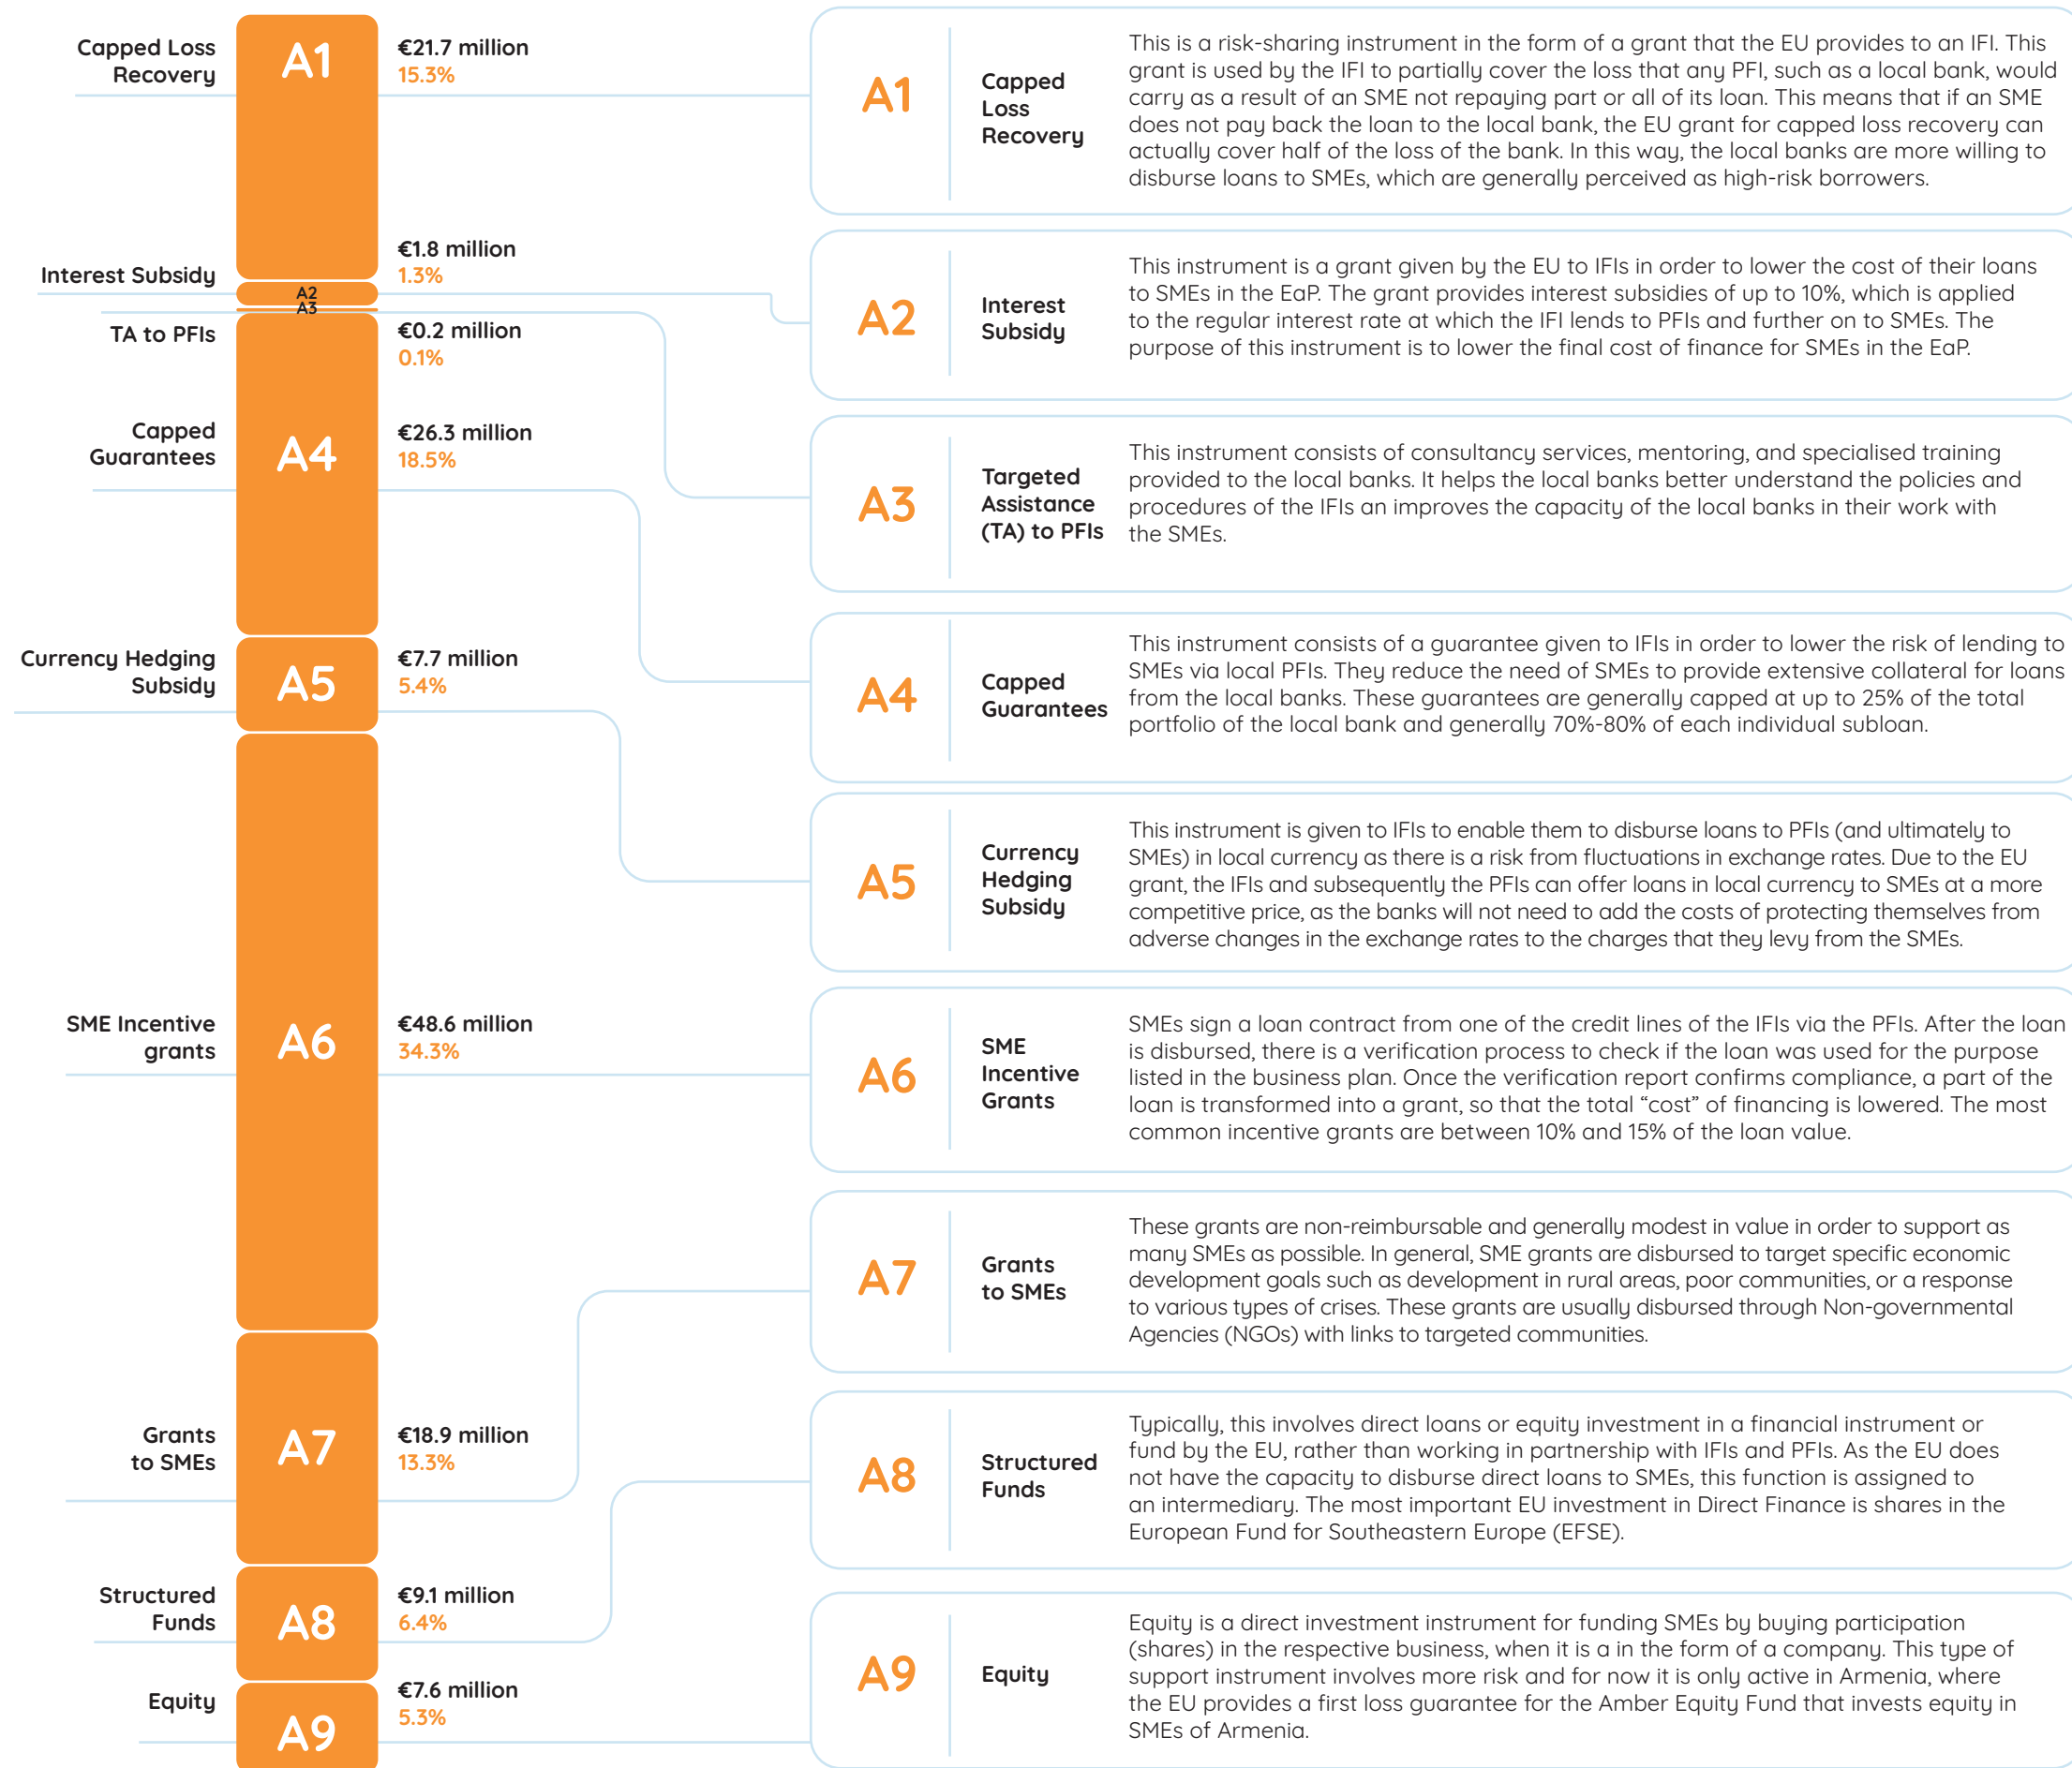 Capped Loss
Recovery
A1
€21.7 million
15.3%
Interest Subsidy
A2
€1.8 million
1.3%
TA to PFIs
A3
€0.2 million
0.1%
Capped
Guarantees
A4
€26.3 million
18.5%
Currency Hedging
Subsidy
A5
€7.7 million
5.4%
SME Incentive
grants
A6
€48.6 million
34.3%
Grants
to SMEs
A7
€18.9 million
13.3%
Structured
Funds
A8
€9.1 million
6.4%
Equity
A9
€7.6 million
5.3%
A1
Capped
Loss
Recovery
This is a risk-sharing instrument in the form of a grant that the EU provides to an IFI. This
grant is used by the IFI to partially cover the loss that any PFI, such as a local bank, would
carry as a result of an SME not repaying part or all of its loan. This means that if an SME
does not pay back the loan to the local bank, the EU grant for capped loss recovery can
actually cover half of the loss of the bank. In this way, the local banks are more willing to
disburse loans to SMEs, which are generally perceived as high-risk borrowers.
A2
Interest
Subsidy
This instrument is a grant given by the EU to IFIs in order to lower the cost of their loans
to SMEs in the EaP. The grant provides interest subsidies of up to 10%, which is applied
to the regular interest rate at which the IFI lends to PFIs and further on to SMEs. The
purpose of this instrument is to lower the final cost of finance for SMEs in the EaP.
A3
Targeted
Assistance
(TA) to PFIs
This instrument consists of consultancy services, mentoring, and specialised training
provided to the local banks. It helps the local banks better understand the policies and
procedures of the IFIs an improves the capacity of the local banks in their work with
the SMEs.
A4
Capped
Guarantees
This instrument consists of a guarantee given to IFIs in order to lower the risk of lending to
SMEs via local PFIs. They reduce the need of SMEs to provide extensive collateral for loans
from the local banks. These guarantees are generally capped at up to 25% of the total
portfolio of the local bank and generally 70%-80% of each individual subloan.
A5
Currency
Hedging
Subsidy
This instrument is given to IFIs to enable them to disburse loans to PFIs (and ultimately to
SMEs) in local currency as there is a risk from fluctuations in exchange rates. Due to the EU
grant, the IFIs and subsequently the PFIs can offer loans in local currency to SMEs at a more
competitive price, as the banks will not need to add the costs of protecting themselves from
adverse changes in the exchange rates to the charges that they levy from the SMEs.
A6
SME
Incentive
Grants
SMEs sign a loan contract from one of the credit lines of the IFIs via the PFIs. After the loan
is disbursed, there is a verification process to check if the loan was used for the purpose
listed in the business plan. Once the verification report confirms compliance, a part of the
loan is transformed into a grant, so that the total “cost” of financing is lowered. The most
common incentive grants are between 10% and 15% of the loan value.
A7
Grants
to SMEs
These grants are non-reimbursable and generally modest in value in order to support as
many SMEs as possible. In general, SME grants are disbursed to target specific economic
development goals such as development in rural areas, poor communities, or a response
to various types of crises. These grants are usually disbursed through Non-governmental
Agencies (NGOs) with links to targeted communities.
A8
Structured
Funds
Typically, this involves direct loans or equity investment in a financial instrument or
fund by the EU, rather than working in partnership with IFIs and PFIs. As the EU does
not have the capacity to disburse direct loans to SMEs, this function is assigned to
an intermediary. The most important EU investment in Direct Finance is shares in the
European Fund for Southeastern Europe (EFSE).
A9
Equity
Equity is a direct investment instrument for funding SMEs by buying participation
(shares) in the respective business, when it is a in the form of a company. This type of
support instrument involves more risk and for now it is only active in Armenia, where
the EU provides a first loss guarantee for the Amber Equity Fund that invests equity in
SMEs of Armenia.